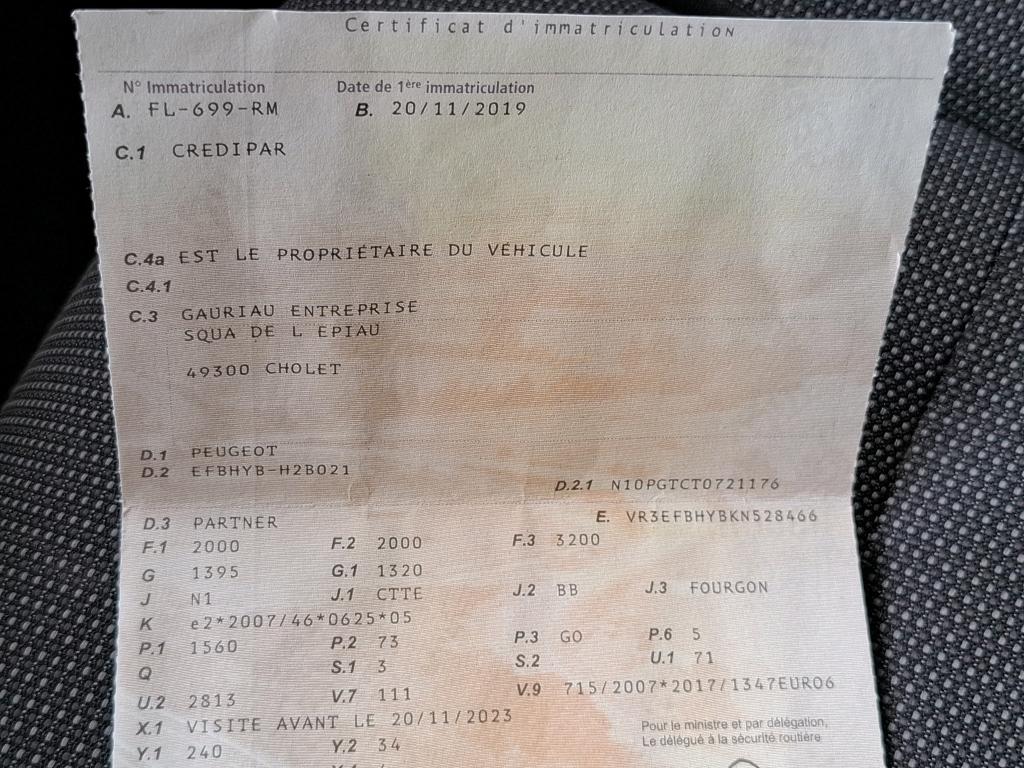 Certificat d'immatriculation
N° Immatriculation Date de 1ère immatriculation
A. FL-699-RM B. 20/11/2019
C.1 CREDIPAR
C.4a EST LE PROPRIÉTAIRE DU VÉHICULE
C.4.1
C.3 GAURIAU ENTREPRISE
SQUA DE L EPIAU
49300 CHOLET
D.1 PEUGEOT
D.2 EFBHYB-H2B021
D.2.1 N10PGTCT0721176
D.3 PARTNER E. VR3EFBHYBKN528466
F.1 2000 F.2 2000 F.3 3200
G 1395 G.1 1320
J N1 J.1 CTTE J.2 BB J.3 FOURGON
K e2*2007/46*0625*05
P.1 1560 P.2 73 P.3 GO P.6 5
Q S.1 3 S.2 U.1 71
U.2 2813 V.7 111 V.9 715/2007*2017/1347EURO6
X.1 VISITE AVANT LE 20/11/2023
Pour le ministre et par délégation,
Le délégué à la sécurité routière
Y.1 240 Y.2 34